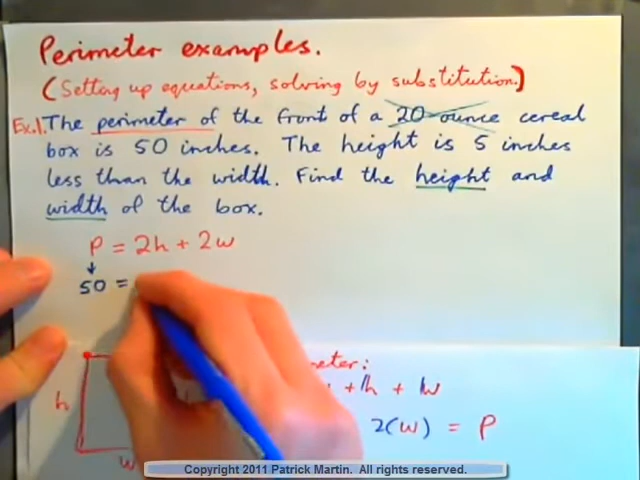 Perimeter examples.
(Setting up equations, solving by substitution.)
Ex.1. The perimeter of the front of a 20-ounce cereal
box is 50 inches. The height is 5 inches
less than the width. Find the height and
width of the box.
P = 2h + 2w
50 =
h
+ h + w
2(w) = P
w
Copyright 2011 Patrick Martin. All rights reserved.